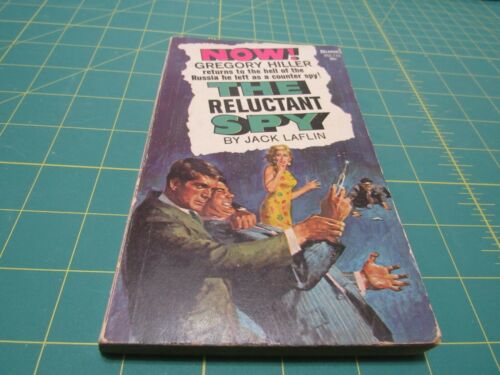 NOW!
GREGORY HILLER
returns to the hell of the
Russia he left as a counter spy!
THE
RELUCTANT
SPY
BY JACK LAFLIN